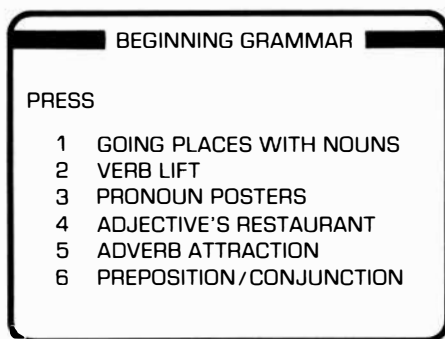 BEGINNING GRAMMAR
PRESS
1 GOING PLACES WITH NOUNS
2 VERB LIFT
3 PRONOUN POSTERS
4 ADJECTIVE'S RESTAURANT
5 ADVERB ATTRACTION
6 PREPOSITION/CONJUNCTION